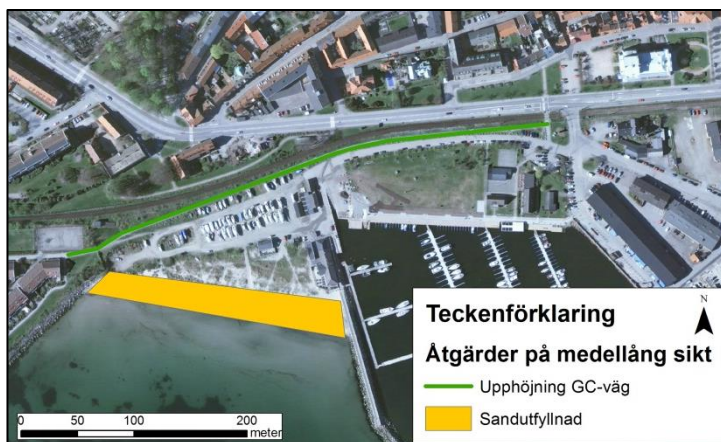 Teckenförklaring
N
Åtgärder på medellång sikt
Upphöjning GC-väg
Sandutfyllnad
0 50 100 200
meter